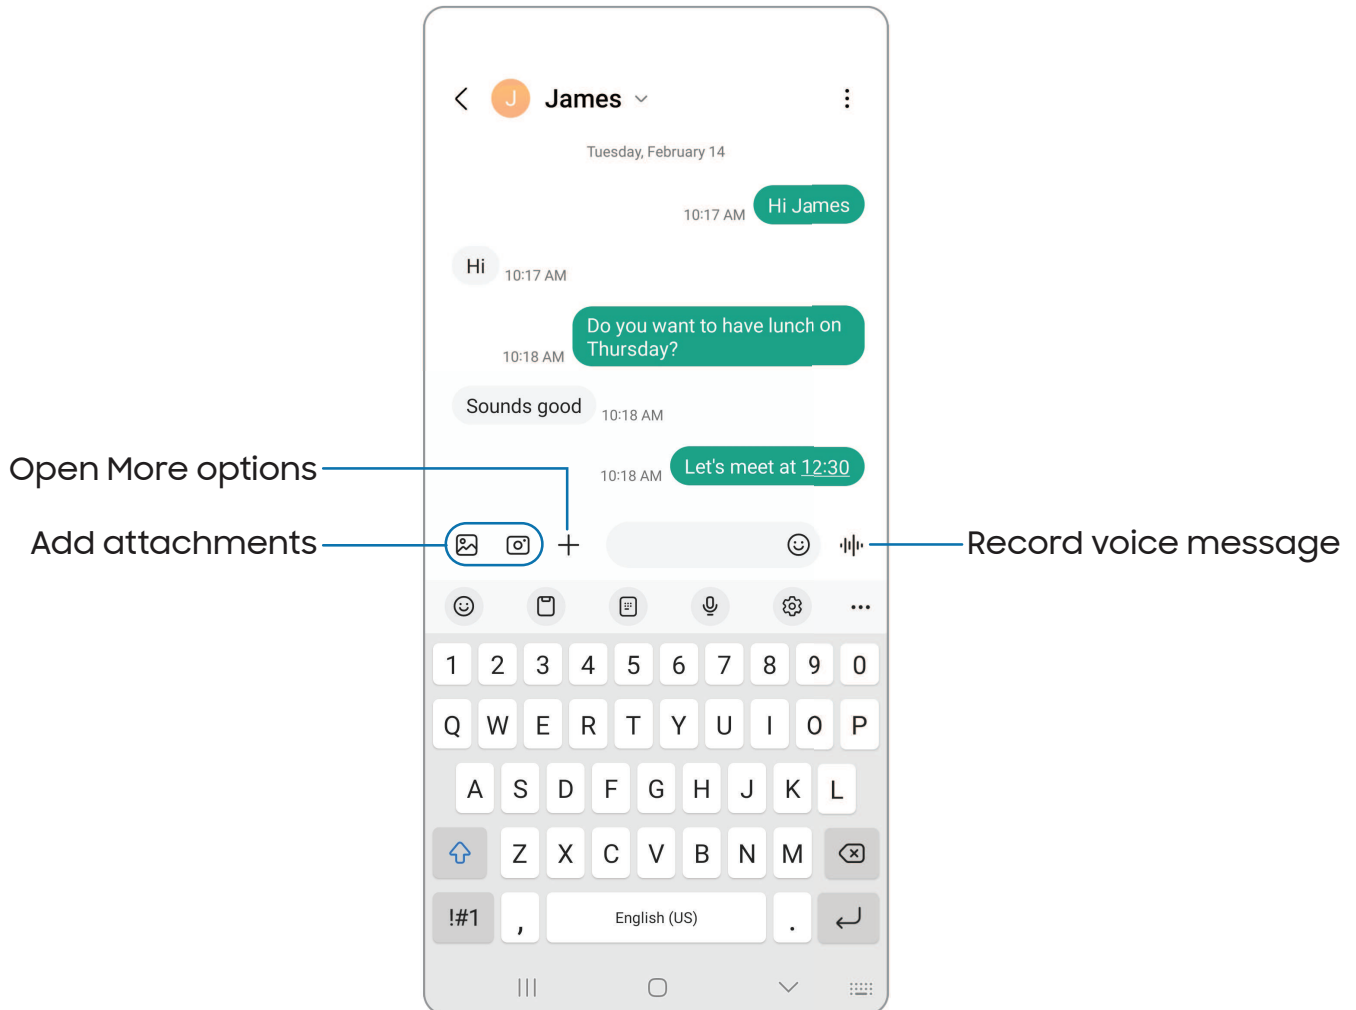 J James
Tuesday, February 14
10:17 AM Hi James
Hi 10:17 AM
Do you want to have lunch on
Thursday?
10:18 AM
Sounds good 10:18 AM
Open More options
10:18 AM Let's meet at 12:30
Add attachments
Record voice message
1 2 3 4 5 6 7 8 9 0
Q W E R T Y U I O P
A S D F G H J K L
Z X C V B N M
!#1 , English (US) .